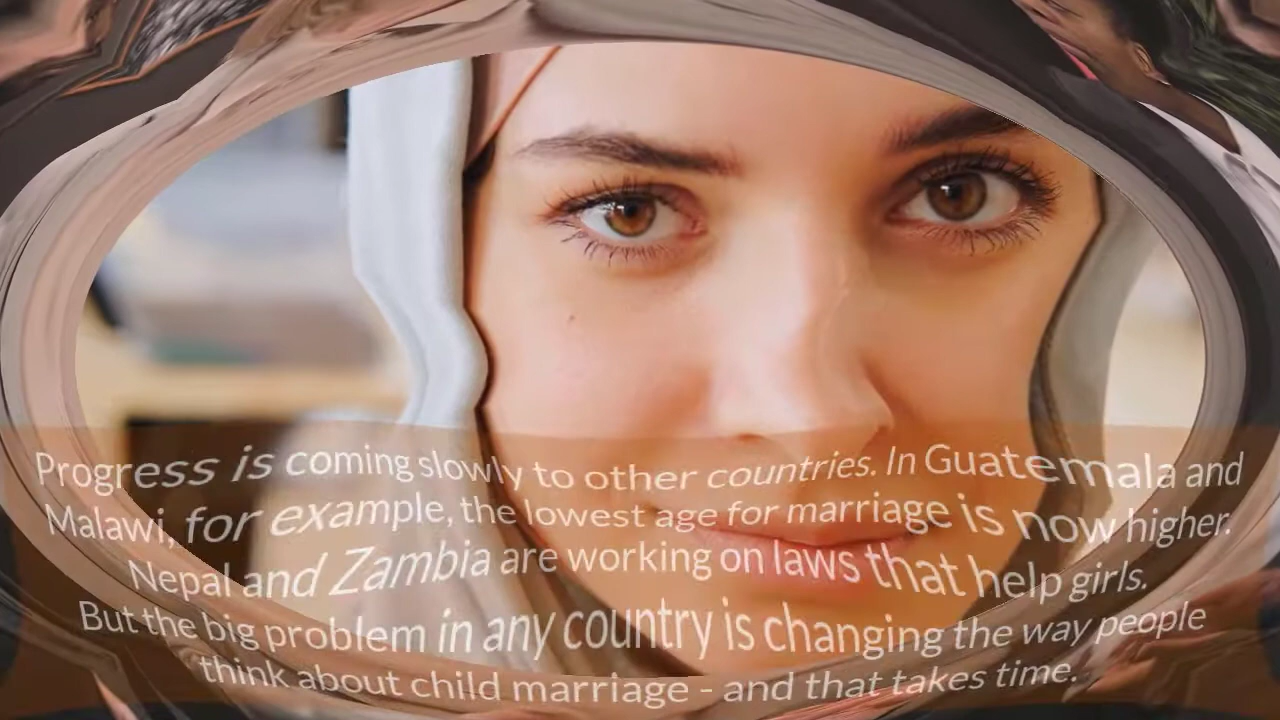 Progress is coming slowly to other countries. In Guatemala and
Malawi, for example, the lowest age for marriage is now higher.
Nepal and Zambia are working on laws that help girls.
But the big problem in any country is changing the way people
think about child marriage - and that takes time.